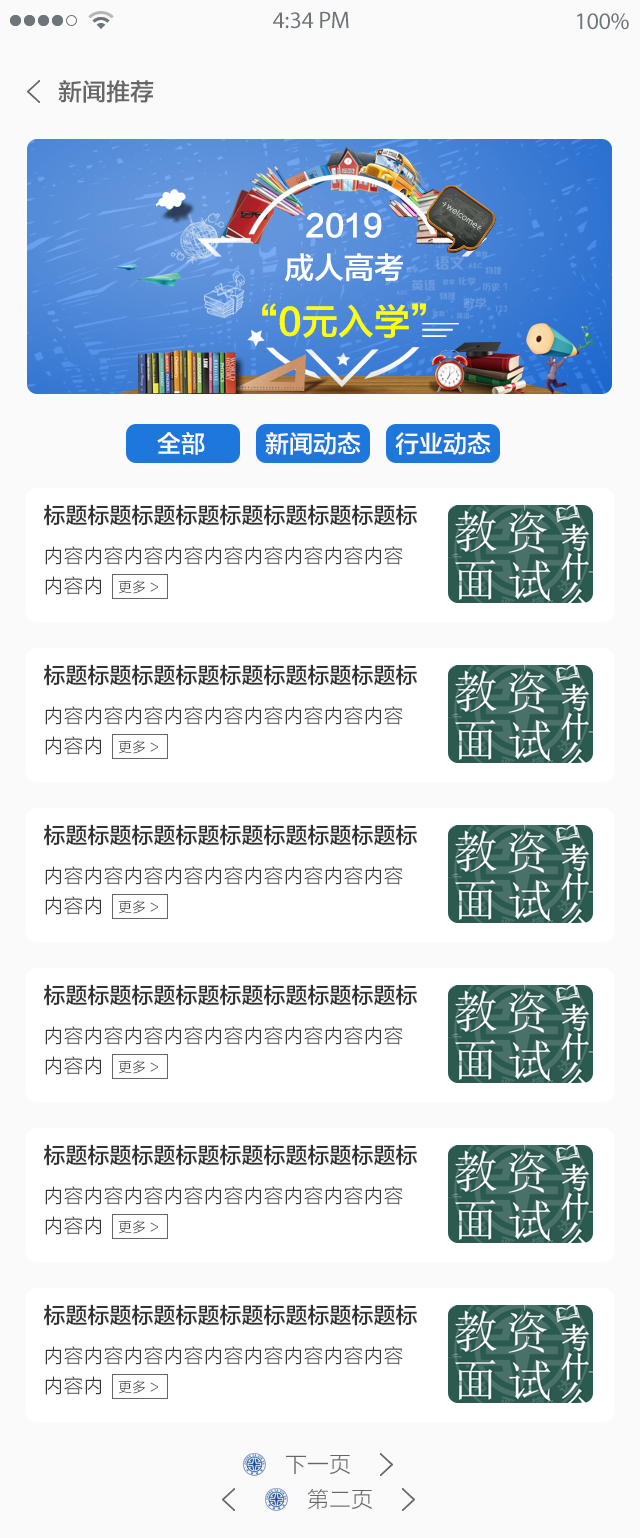 4:34 PM
100%
新闻推荐
welcome
2019
成人高考
“0元入学”
语文
ABC
物理
英语
化学
历史 1
物理
数学
123
全部
新闻动态
行业动态
标题标题标题标题标题标题标题标题标
内容内容内容内容内容内容内容内容内容
内容内
更多 >
教资考什么
面试
标题标题标题标题标题标题标题标题标
内容内容内容内容内容内容内容内容内容
内容内
更多 >
教资考什么
面试
标题标题标题标题标题标题标题标题标
内容内容内容内容内容内容内容内容内容
内容内
更多 >
教资考什么
面试
标题标题标题标题标题标题标题标题标
内容内容内容内容内容内容内容内容内容
内容内
更多 >
教资考什么
面试
标题标题标题标题标题标题标题标题标
内容内容内容内容内容内容内容内容内容
内容内
更多 >
教资考什么
面试
标题标题标题标题标题标题标题标题标
内容内容内容内容内容内容内容内容内容
内容内
更多 >
教资考什么
面试
下一页
第二页